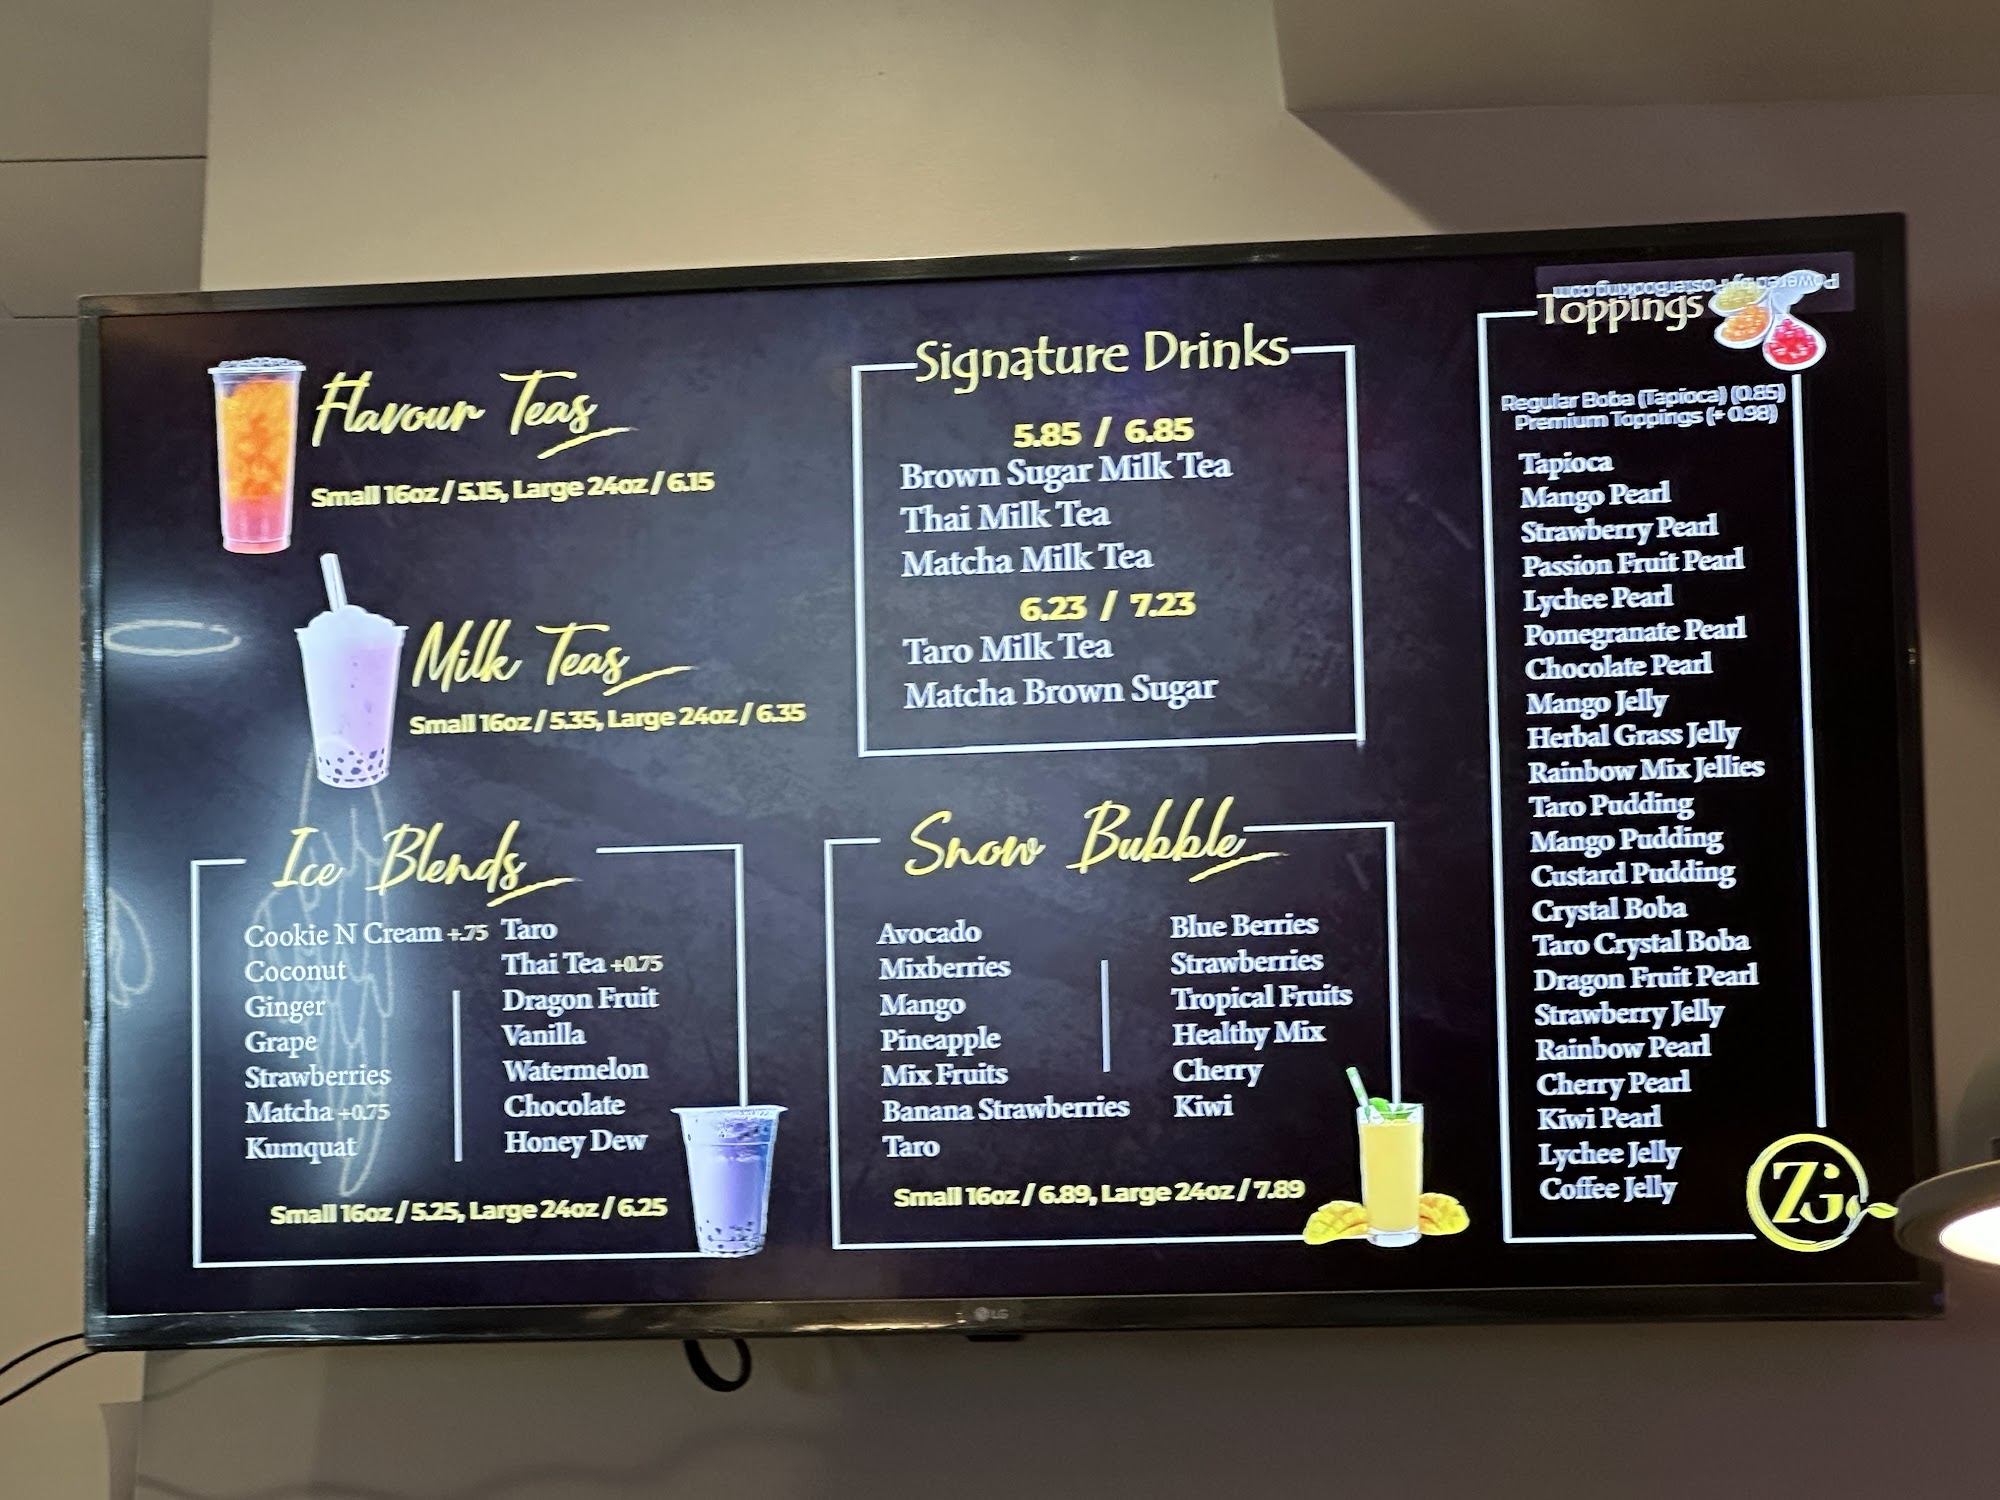 Flavour Teas
Small 16oz / 5.15, Large 24oz / 6.15
Milk Teas
Small 16oz / 5.35, Large 24oz / 6.35
Ice Blends
Cookie N Cream +.75
Coconut
Ginger
Grape
Strawberries
Matcha +0.75
Kumquat
Taro
Thai Tea +0.75
Dragon Fruit
Vanilla
Watermelon
Chocolate
Honey Dew
Small 16oz / 5.25, Large 24oz / 6.25
Signature Drinks
5.85 / 6.85
Brown Sugar Milk Tea
Thai Milk Tea
Matcha Milk Tea
6.23 / 7.23
Taro Milk Tea
Matcha Brown Sugar
Snow Bubble
Avocado
Mixberries
Mango
Pineapple
Mix Fruits
Banana Strawberries
Taro
Blue Berries
Strawberries
Tropical Fruits
Healthy Mix
Cherry
Kiwi
Small 16oz / 6.89, Large 24oz / 7.89
Powered by PosterBooking.com
Toppings
Regular Boba (Tapioca) (0.85)
Premium Toppings (+ 0.98)
Tapioca
Mango Pearl
Strawberry Pearl
Passion Fruit Pearl
Lychee Pearl
Pomegranate Pearl
Chocolate Pearl
Mango Jelly
Herbal Grass Jelly
Rainbow Mix Jellies
Taro Pudding
Mango Pudding
Custard Pudding
Crystal Boba
Taro Crystal Boba
Dragon Fruit Pearl
Strawberry Jelly
Rainbow Pearl
Cherry Pearl
Kiwi Pearl
Lychee Jelly
Coffee Jelly
LG